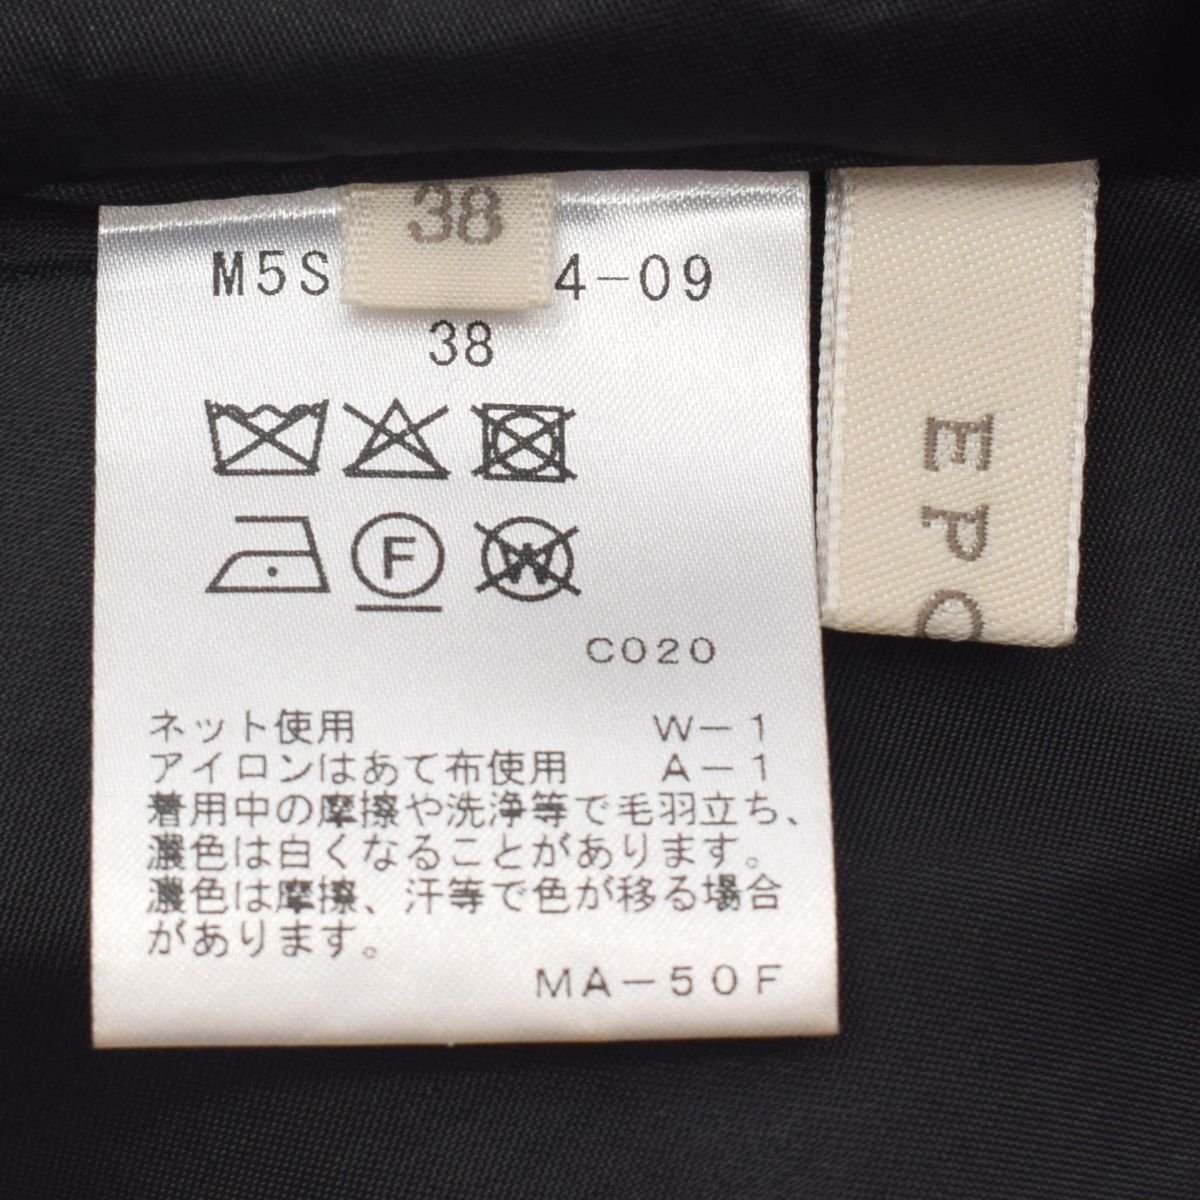 38
M5S 4-09
38
F
W
C020
ネット使用 W-1
アイロンはあて布使用 A-1
着用中の摩擦や洗浄等で毛羽立ち、
濃色は白くなることがあります。
濃色は摩擦、汗等で色が移る場合
があります。
MA-50F
EPO